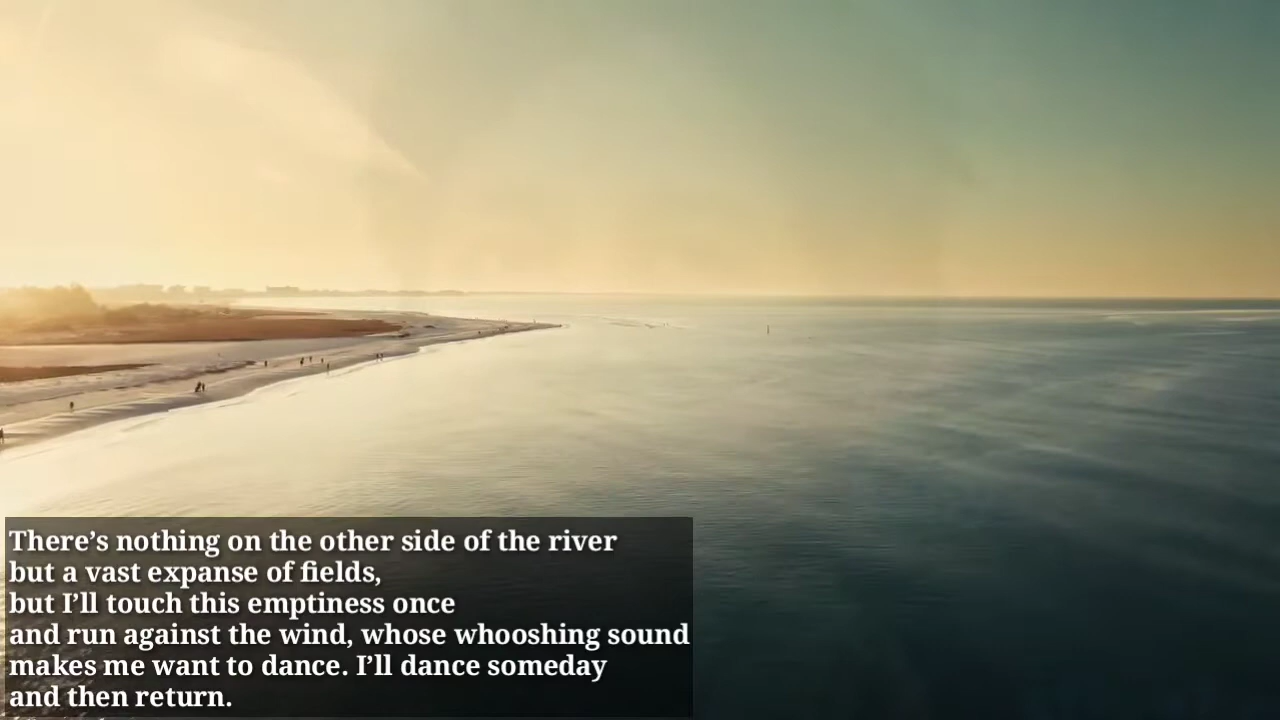 There’s nothing on the other side of the river
but a vast expanse of fields,
but I’ll touch this emptiness once
and run against the wind, whose whooshing sound
makes me want to dance. I’ll dance someday
and then return.